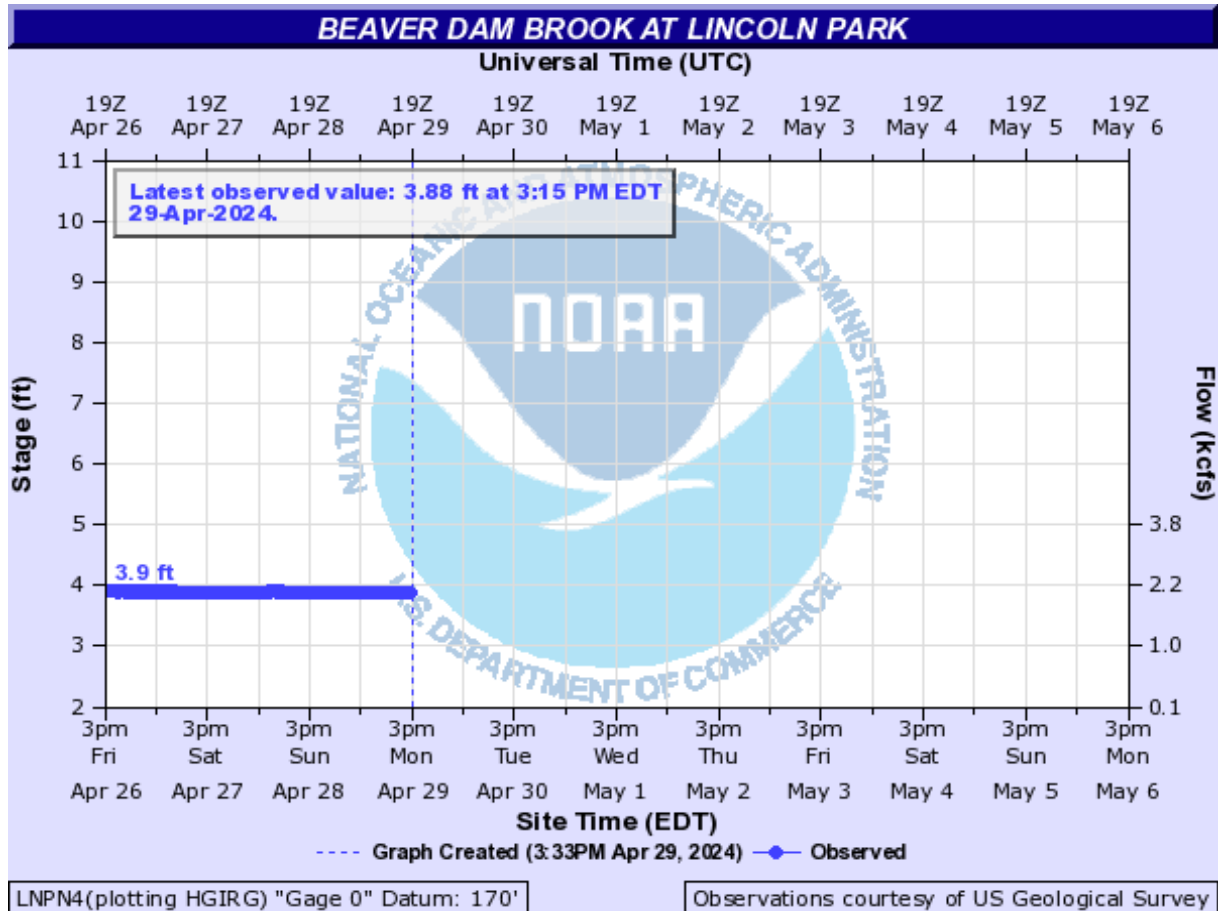 BEAVER DAM BROOK AT LINCOLN PARK
Universal Time (UTC)
19Z 19Z 19Z 19Z 19Z 19Z 19Z 19Z 19Z 19Z 19Z
Apr 26 Apr 27 Apr 28 Apr 29 Apr 30 May 1 May 2 May 3 May 4 May 5 May 6
Latest observed value: 3.88 ft at 3:15 PM EDT
29-Apr-2024.
NATIONAL OCEANIC AND ATMOSPHERIC ADMINISTRATION
NOAA
U.S. DEPARTMENT OF COMMERCE
Stage (ft)
11
10
9
8
7
6
5
4
3
2
3.9 ft
Flow (kcfs)
3.8
2.2
1.0
0.1
3pm 3pm 3pm 3pm 3pm 3pm 3pm 3pm 3pm 3pm 3pm
Fri Sat Sun Mon Tue Wed Thu Fri Sat Sun Mon
Apr 26 Apr 27 Apr 28 Apr 29 Apr 30 May 1 May 2 May 3 May 4 May 5 May 6
Site Time (EDT)
Graph Created (3:33PM Apr 29, 2024) Observed
LNPN4(plotting HGIRG) "Gage 0" Datum: 170'
Observations courtesy of US Geological Survey